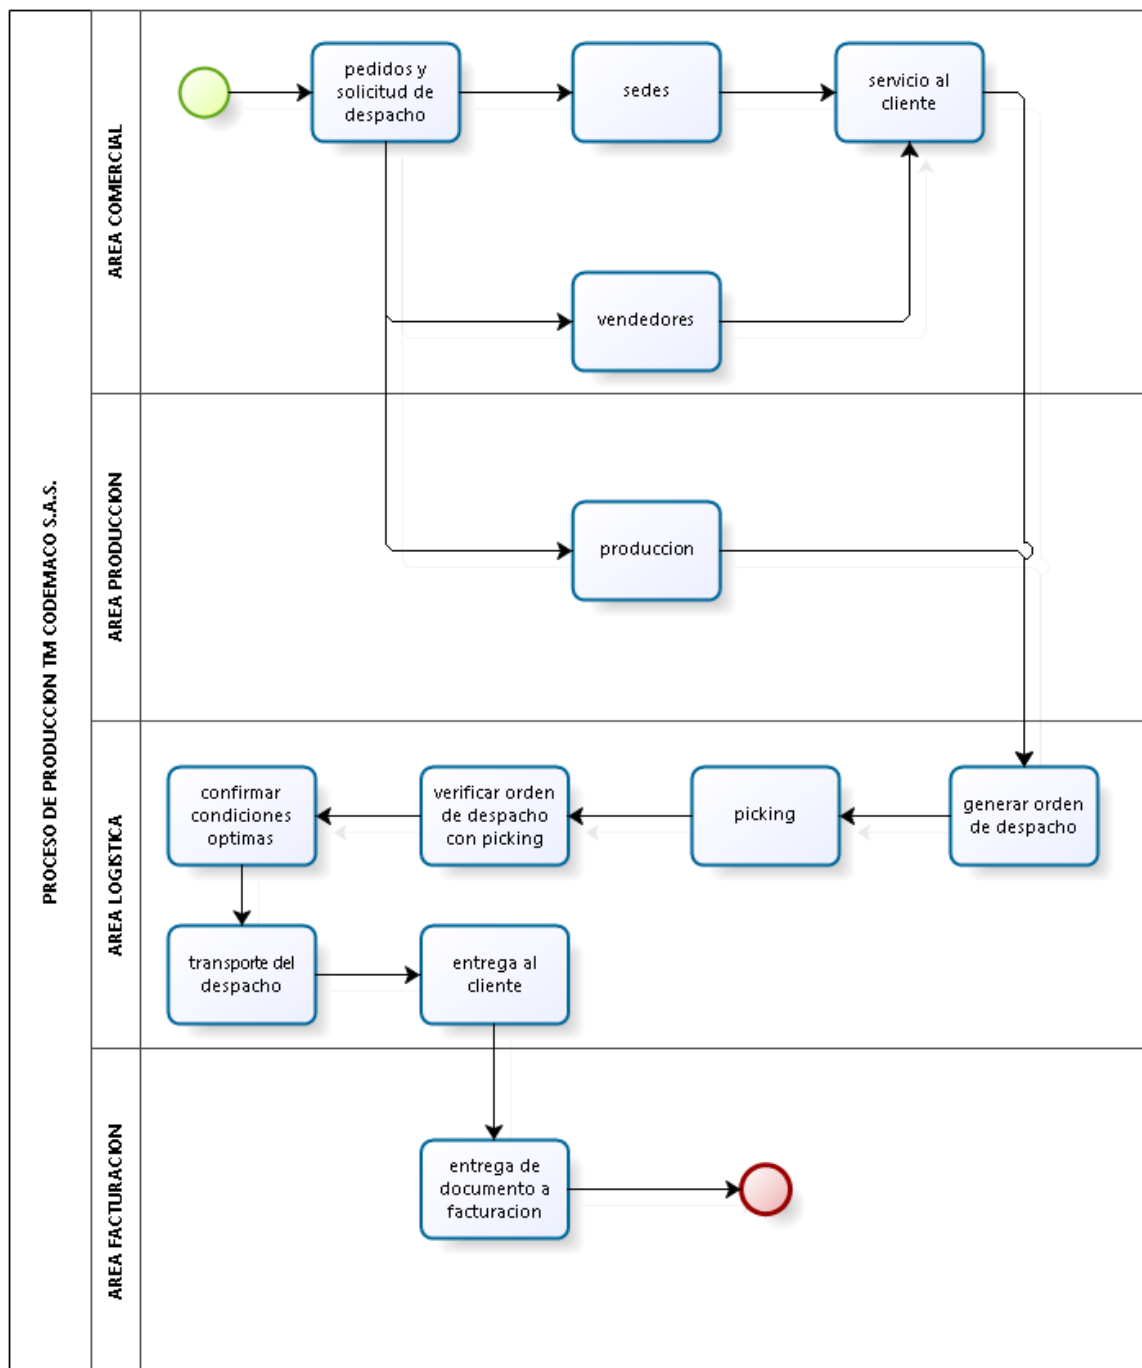 PROCESO DE PRODUCCION TM CODEMACO S.A.S.
AREA COMERCIAL
pedidos y
solicitud de
despacho
sedes
servicio al
cliente
vendedores
AREA PRODUCCION
produccion
AREA LOGISTICA
confirmar
condiciones
optimas
verificar orden
de despacho
con picking
picking
generar orden
de despacho
transporte del
despacho
entrega al
cliente
AREA FACTURACION
entrega de
documento a
facturacion